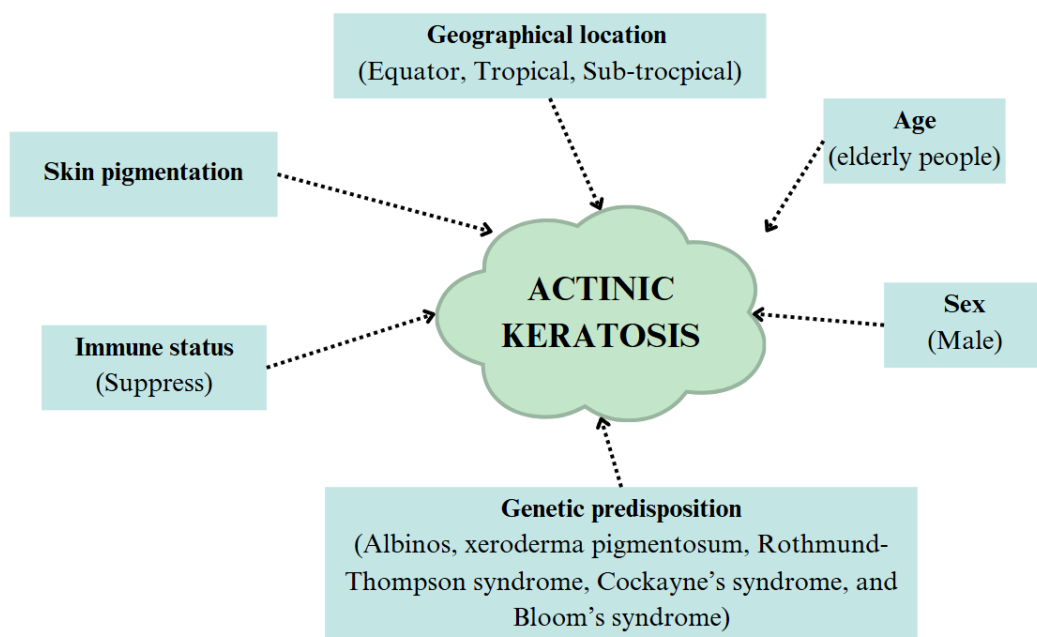 Geographical location
(Equator, Tropical, Sub-trocpical)
Age
(elderly people)
Skin pigmentation
ACTINIC
KERATOSIS
Sex
(Male)
Immune status
(Suppress)
Genetic predisposition
(Albinos, xeroderma pigmentosum, Rothmund-
Thompson syndrome, Cockayne’s syndrome, and
Bloom’s syndrome)